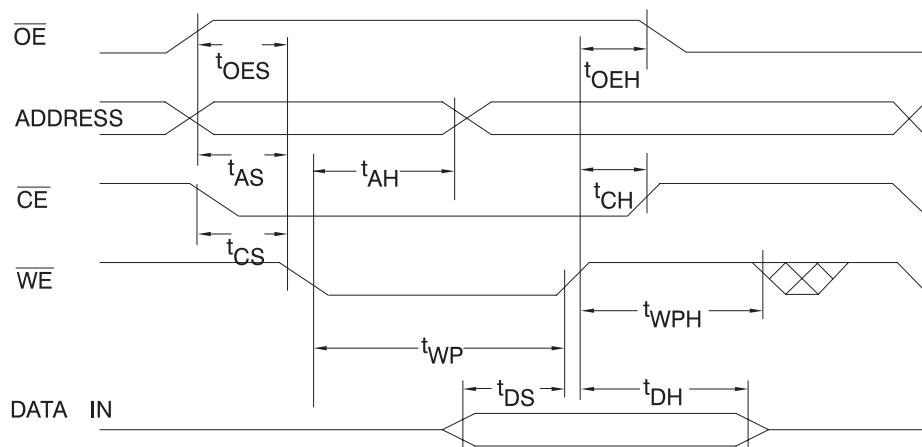 OE
tOES
tOEH
ADDRESS
tAS
tAH
tCH
CE
tCS
WE
tWPH
tWP
tDS
tDH
DATA IN